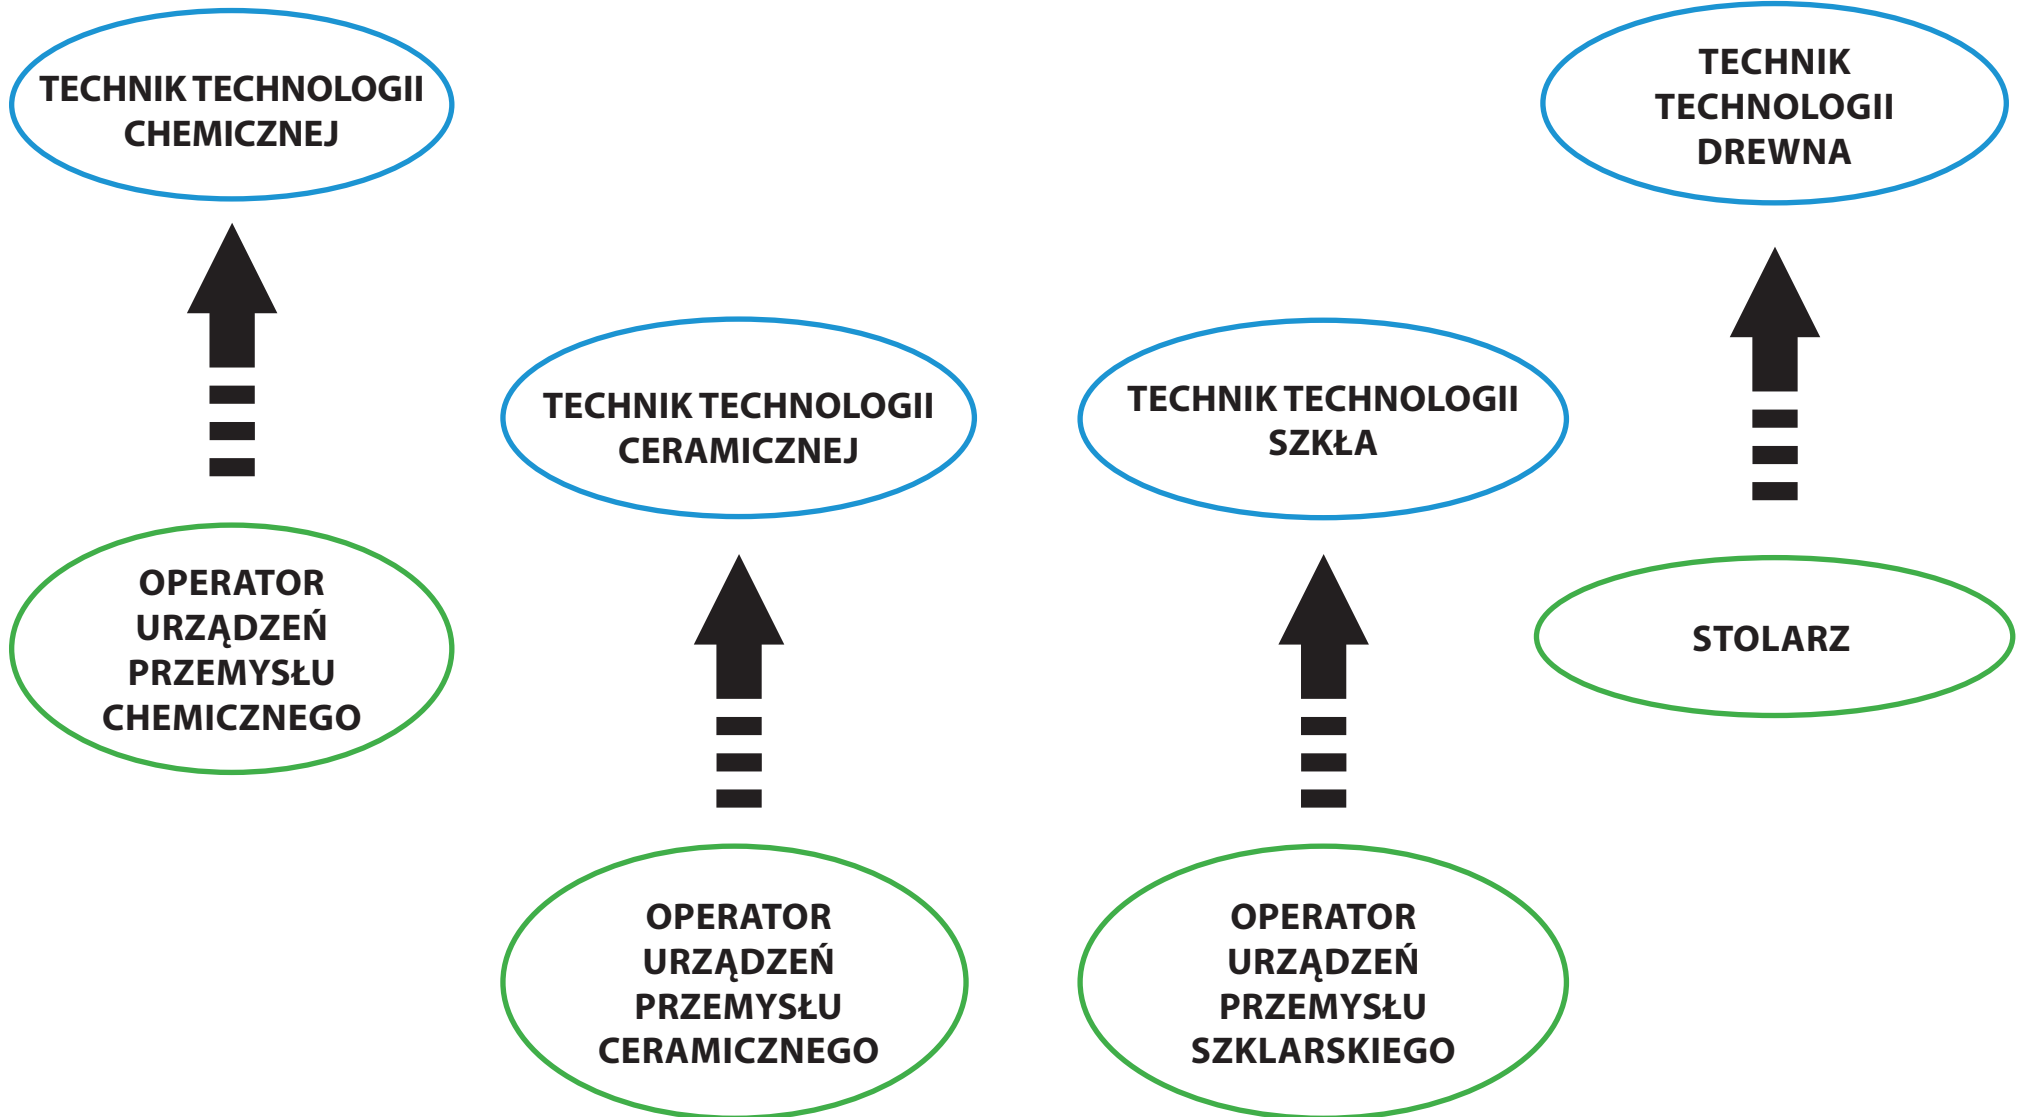 TECHNIK TECHNOLOGII
CHEMICZNEJ
TECHNIK
TECHNOLOGII
DREWNA
TECHNIK TECHNOLOGII
CERAMICZNEJ
TECHNIK TECHNOLOGII
SZKŁA
OPERATOR
URZĄDZEŃ
PRZEMYSŁU
CHEMICZNEGO
STOLARZ
OPERATOR
URZĄDZEŃ
PRZEMYSŁU
CERAMICZNEGO
OPERATOR
URZĄDZEŃ
PRZEMYSŁU
SZKLARSKIEGO